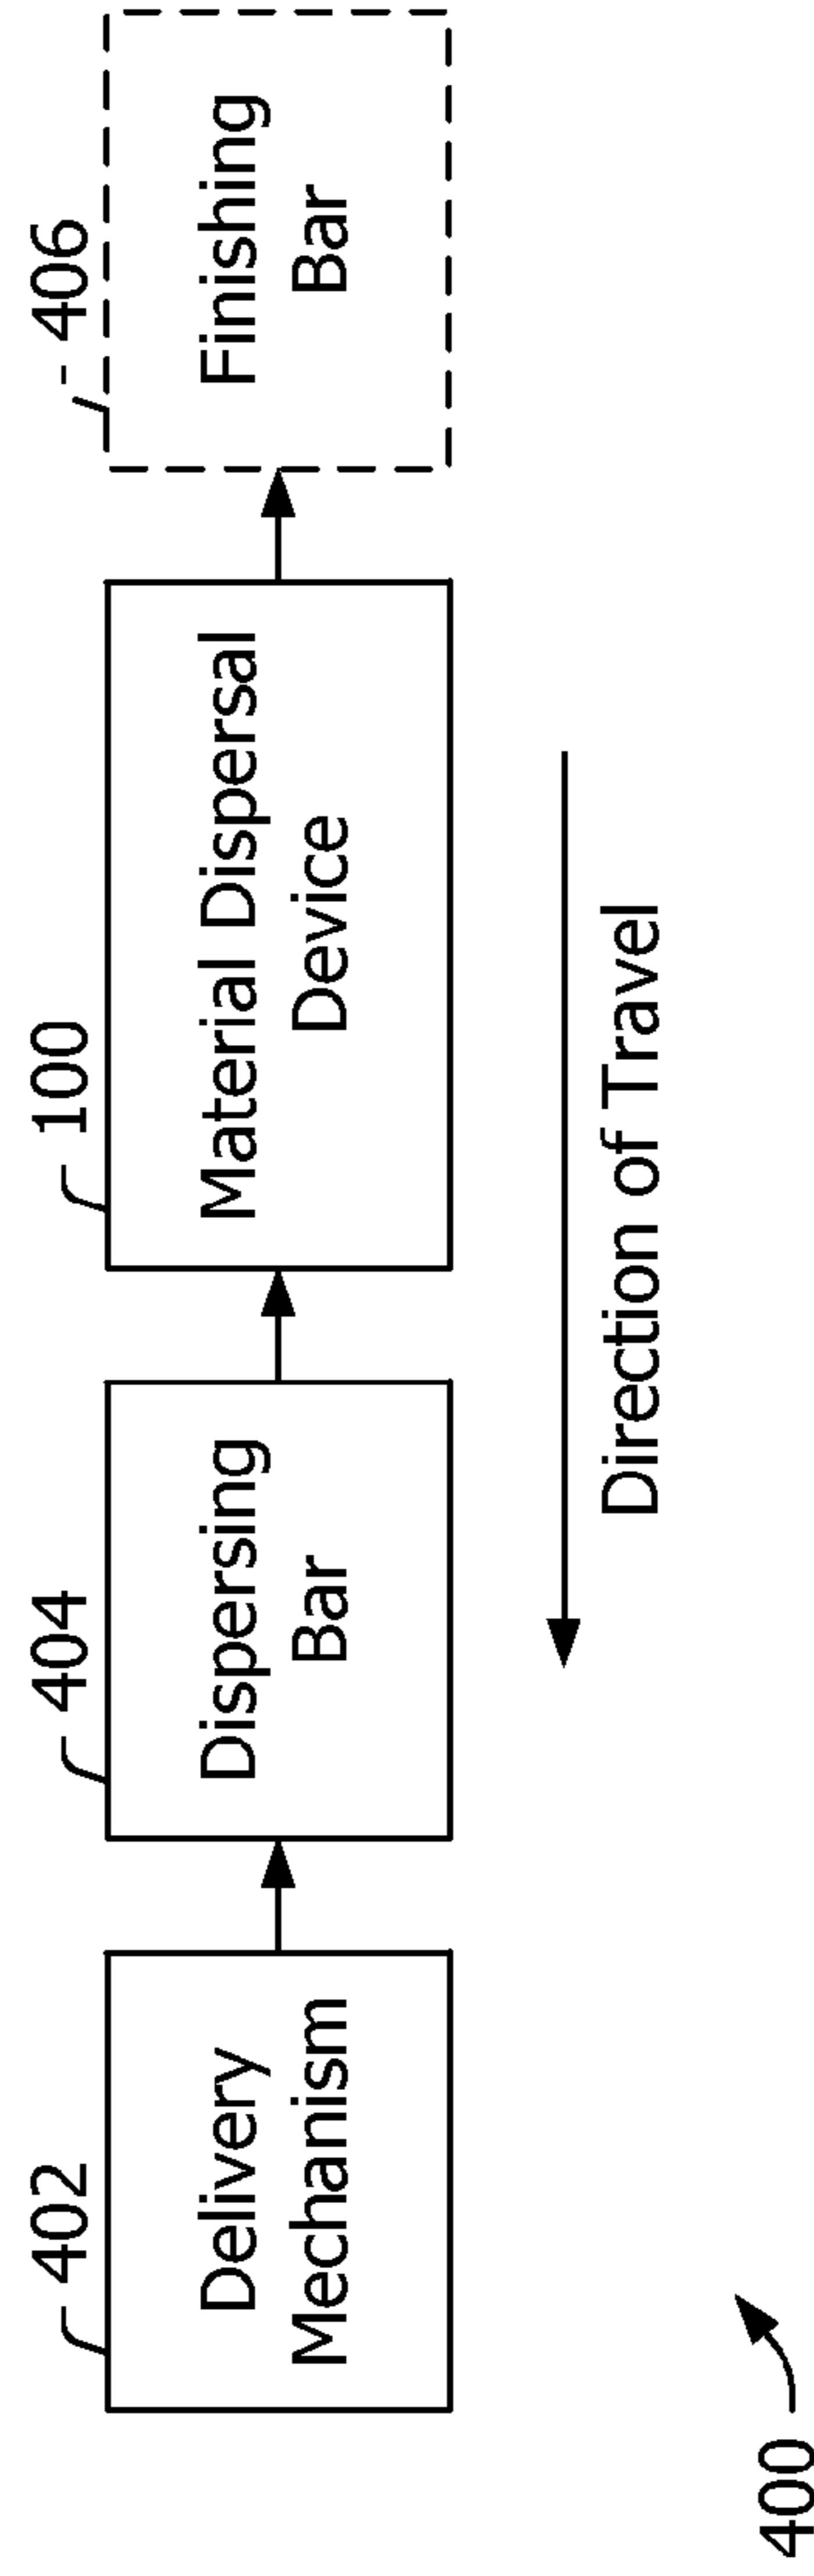 402
Delivery
Mechanism
404
Dispersing
Bar
100
Material Dispersal
Device
406
Finishing
Bar
Direction of Travel
400